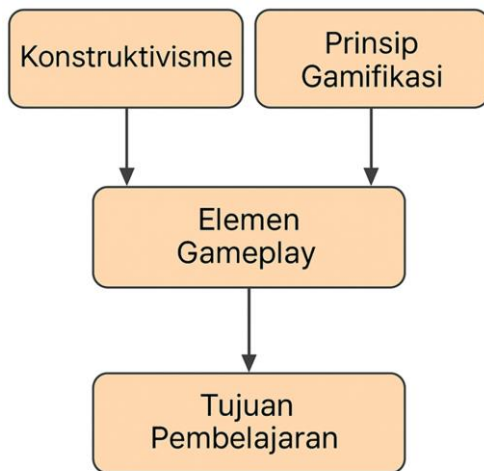 Konstruktivisme
Prinsip
Gamifikasi
Elemen
Gameplay
Tujuan
Pembelajaran